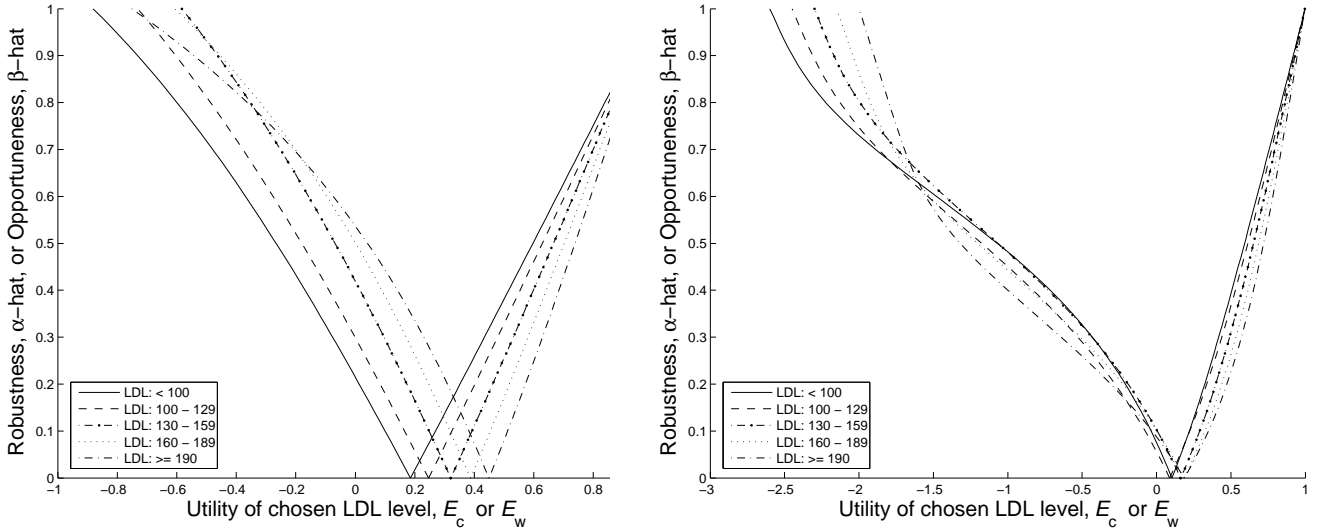 Robustness, α−hat, or Opportuneness, β−hat
1
0.9
0.8
0.7
0.6
0.5
0.4
0.3
0.2
0.1
0
LDL: < 100
LDL: 100 − 129
LDL: 130 − 159
LDL: 160 − 189
LDL: >= 190
−1 −0.8 −0.6 −0.4 −0.2 0 0.2 0.4 0.6 0.8
Utility of chosen LDL level, E_c or E_w
Robustness, α−hat, or Opportuneness, β−hat
1
0.9
0.8
0.7
0.6
0.5
0.4
0.3
0.2
0.1
0
LDL: < 100
LDL: 100 − 129
LDL: 130 − 159
LDL: 160 − 189
LDL: >= 190
−3 −2.5 −2 −1.5 −1 −0.5 0 0.5 1
Utility of chosen LDL level, E_c or E_w